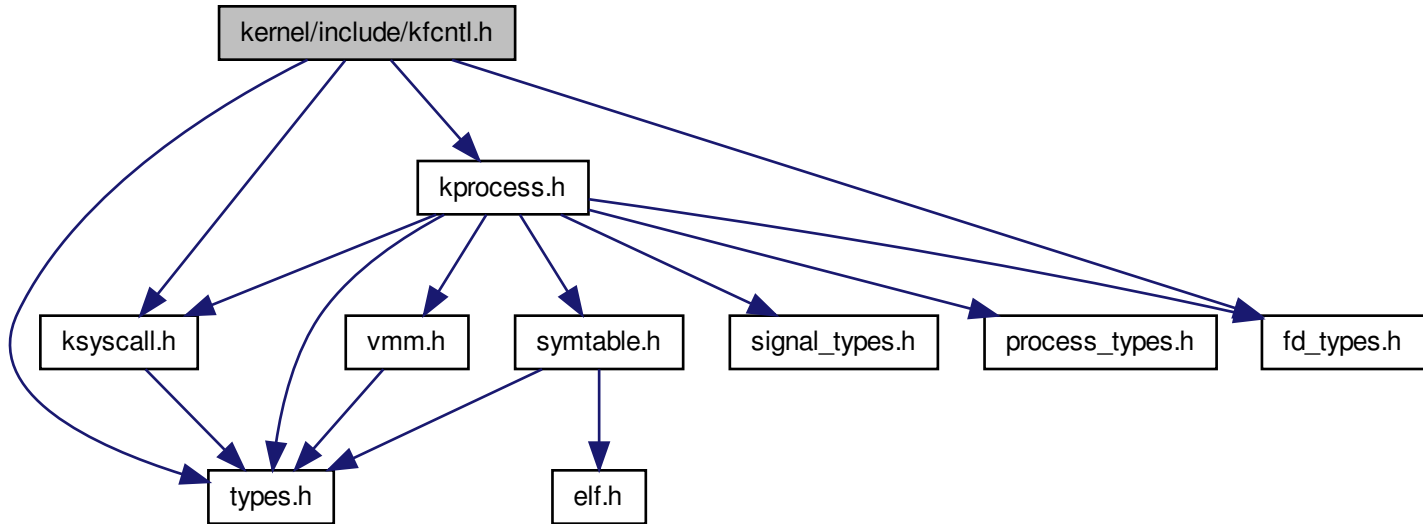 kernel/include/kfcntl.h
kprocess.h
ksyscall.h
vmm.h
symtable.h
signal_types.h
process_types.h
fd_types.h
types.h
elf.h